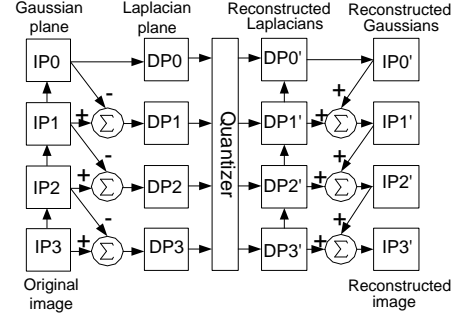 Gaussian plane
Laplacian plane
Reconstructed Laplacians
Reconstructed Gaussians
IP0
DP0
DP0'
IP0'
-
+
IP1
+
Σ
DP1
DP1'
+
Σ
IP1'
-
+
IP2
+
Σ
DP2
DP2'
+
Σ
IP2'
-
+
IP3
+
Σ
DP3
DP3'
+
Σ
IP3'
Quantizer
Original image
Reconstructed image